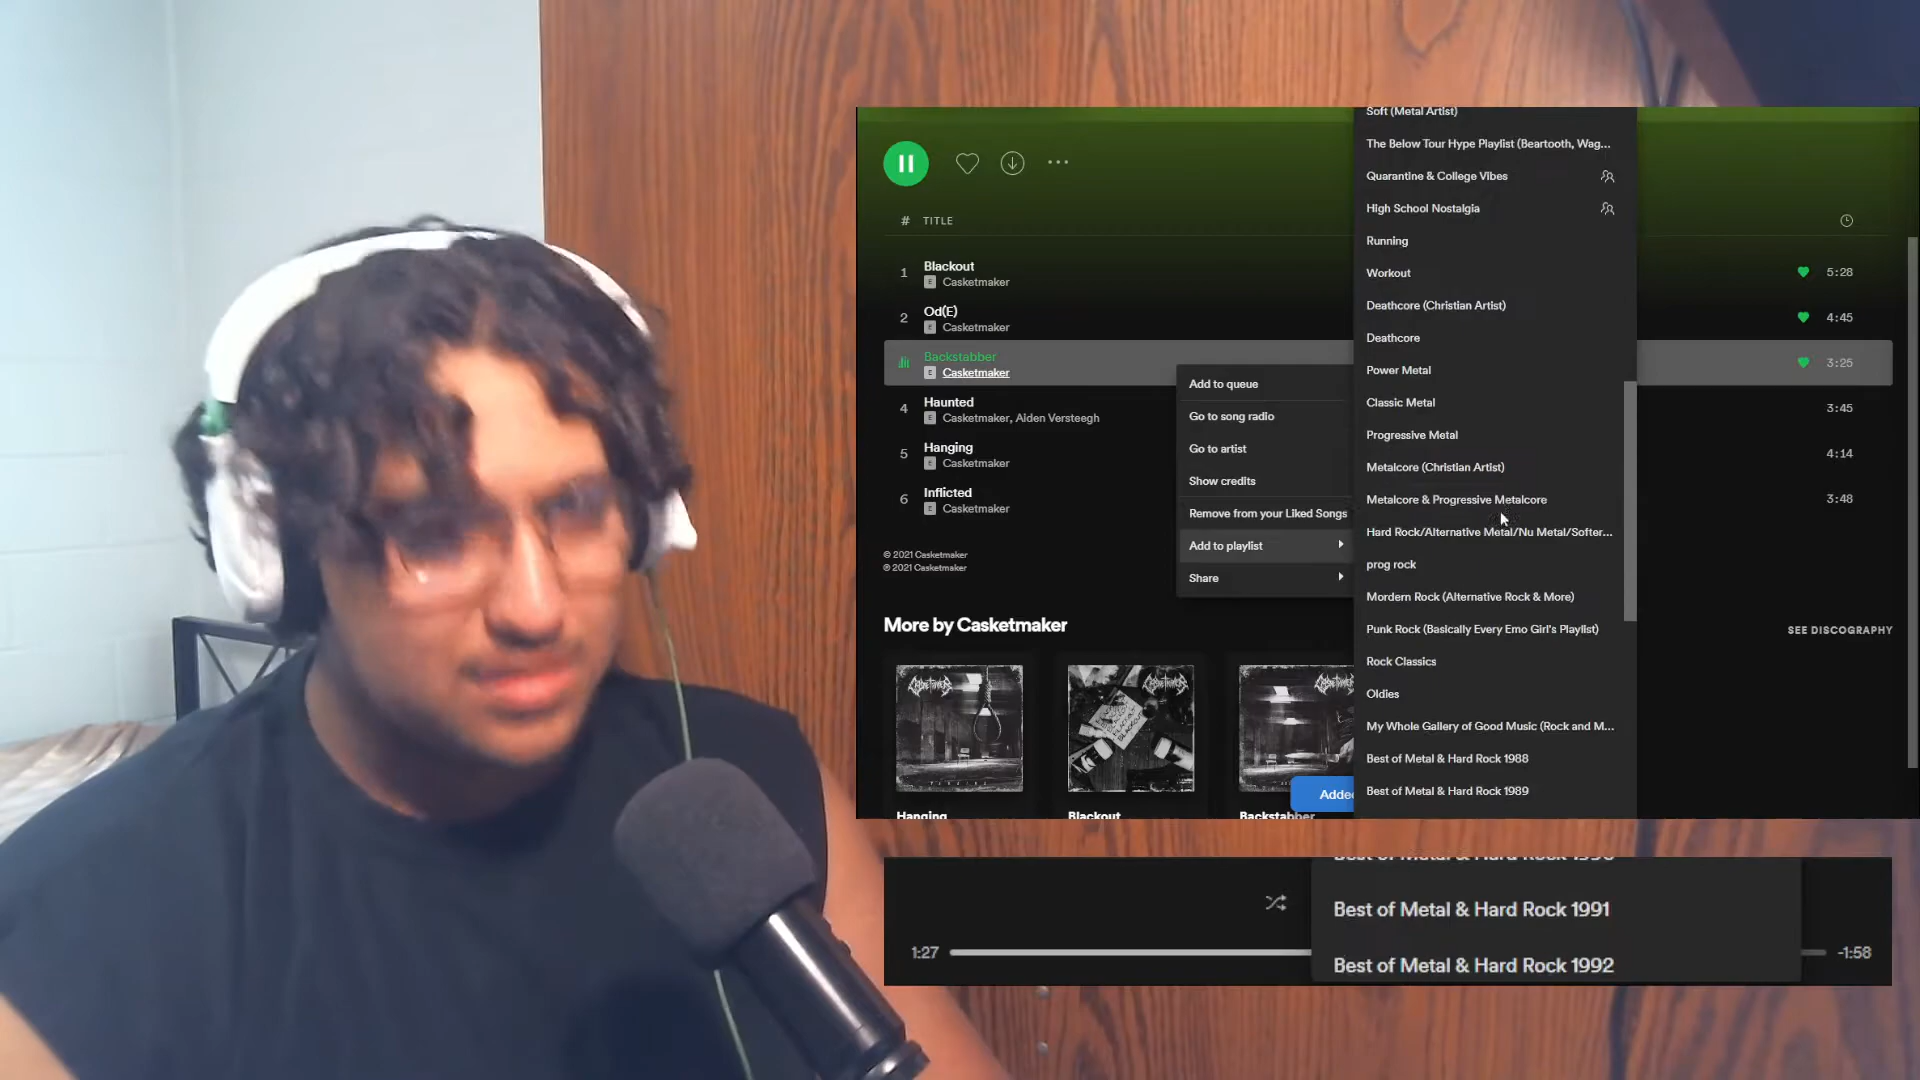 Soft (Metal Artist)
The Below Tour Hype Playlist (Beartooth, Wag...
Quarantine & College Vibes
High School Nostalgia
Running
Workout
Deathcore (Christian Artist)
Deathcore
Power Metal
Classic Metal
Progressive Metal
Metalcore (Christian Artist)
Metalcore & Progressive Metalcore
Hard Rock/Alternative Metal/Nu Metal/Softer...
prog rock
Mordern Rock (Alternative Rock & More)
Punk Rock (Basically Every Emo Girl's Playlist)
Rock Classics
Oldies
My Whole Gallery of Good Music (Rock and M...
Best of Metal & Hard Rock 1988
Best of Metal & Hard Rock 1989
# TITLE
1 Blackout 5:28
E Casketmaker
2 Od(E) 4:45
E Casketmaker
Backstabber 3:25
E Casketmaker
4 Haunted 3:45
E Casketmaker, Aiden Versteegh
5 Hanging 4:14
E Casketmaker
6 Inflicted 3:48
E Casketmaker
Add to queue
Go to song radio
Go to artist
Show credits
Remove from your Liked Songs
Add to playlist
Share
© 2021 Casketmaker
℗ 2021 Casketmaker
More by Casketmaker
SEE DISCOGRAPHY
Added
Hanging
Blackout
Backstabber
Best of Metal & Hard Rock 1990
Best of Metal & Hard Rock 1991
1:27 -1:58
Best of Metal & Hard Rock 1992